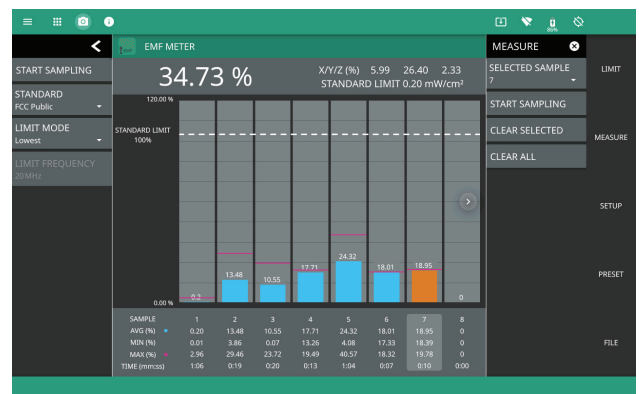 86%
EMF METER
MEASURE
START SAMPLING
STANDARD
FCC Public
LIMIT MODE
Lowest
LIMIT FREQUENCY
20 MHz
34.73 %
X/Y/Z (%) 5.99 26.40 2.33
STANDARD LIMIT 0.20 mW/cm²
120.00 %
STANDARD LIMIT
100%
0.00 %
0.2
13.48
10.55
17.71
24.32
18.01
18.95
0
SAMPLE 1 2 3 4 5 6 7 8
AVG (%) 0.20 13.48 10.55 17.71 24.32 18.01 18.95 0
MIN (%) 0.01 3.86 0.07 13.26 4.08 17.33 18.39 0
MAX (%) 2.96 29.46 23.72 19.49 40.57 18.32 19.78 0
TIME (mm:ss) 1:06 0:19 0:20 0:13 1:04 0:07 0:10 0:00
SELECTED SAMPLE
7
START SAMPLING
CLEAR SELECTED
CLEAR ALL
LIMIT
MEASURE
SETUP
PRESET
FILE